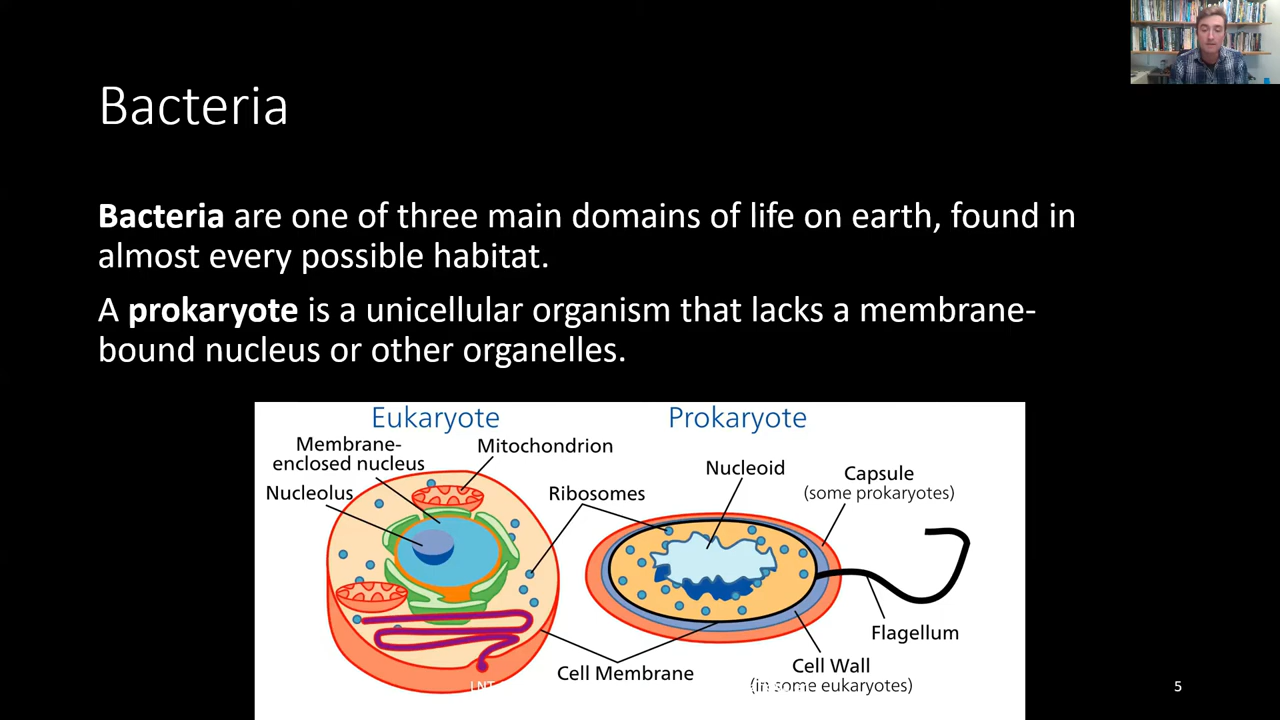 Bacteria
Bacteria are one of three main domains of life on earth, found in
almost every possible habitat.
A prokaryote is a unicellular organism that lacks a membrane-
bound nucleus or other organelles.
Eukaryote
Prokaryote
Membrane-
enclosed nucleus
Mitochondrion
Nucleolus
Ribosomes
Nucleoid
Capsule
(some prokaryotes)
Flagellum
Cell Membrane
Cell Wall
(in some eukaryotes)
LNT
5